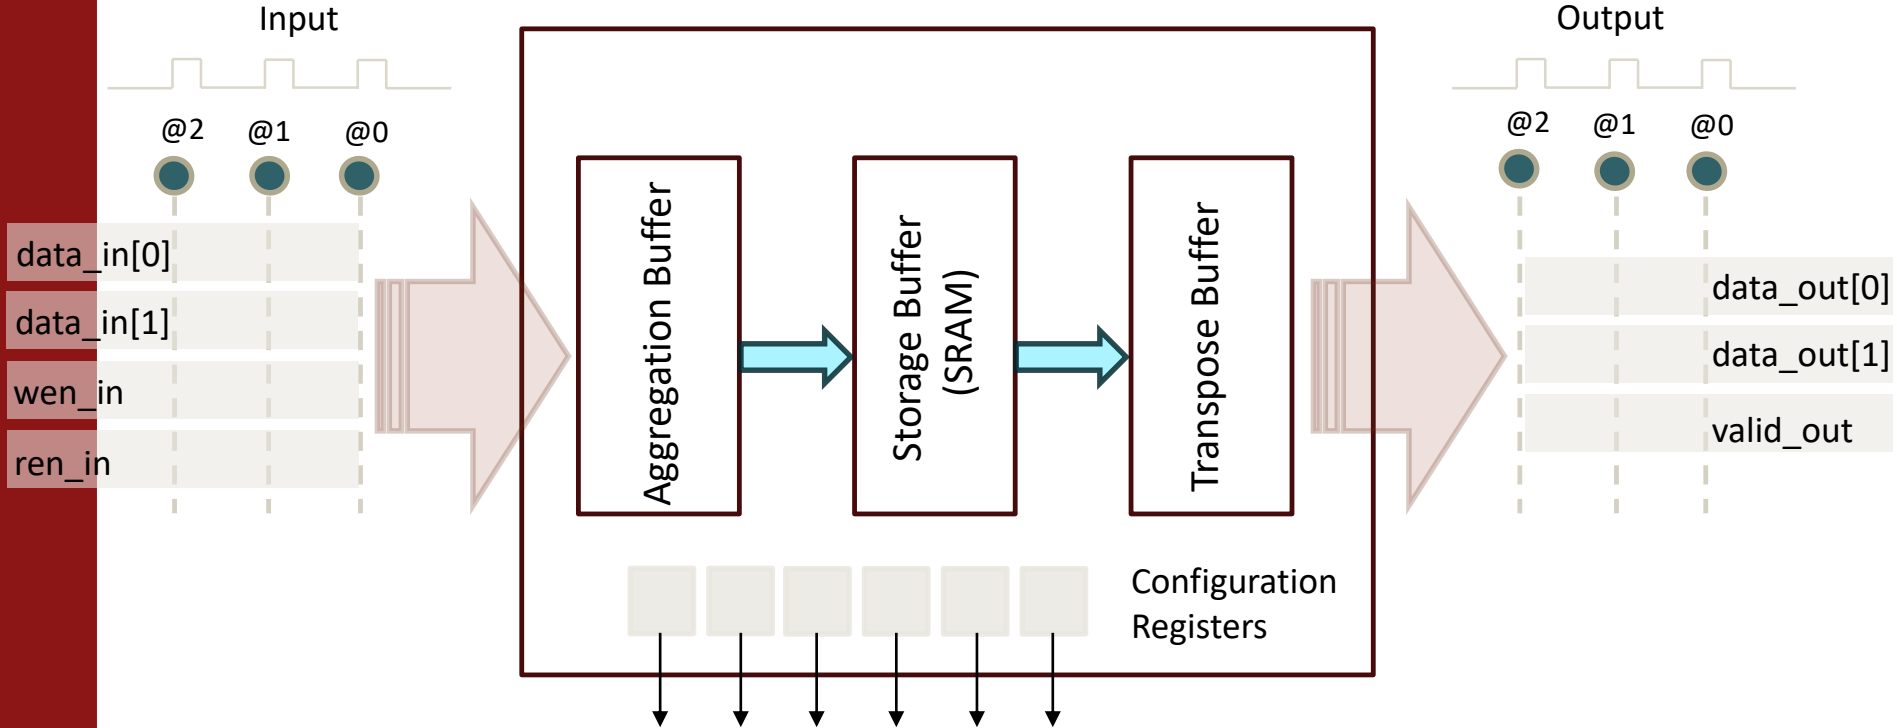 Input
Output
@2
@1
@0
@2
@1
@0
data_in[0]
data_in[1]
wen_in
ren_in
Aggregation Buffer
Storage Buffer
(SRAM)
Transpose Buffer
data_out[0]
data_out[1]
valid_out
Configuration
Registers